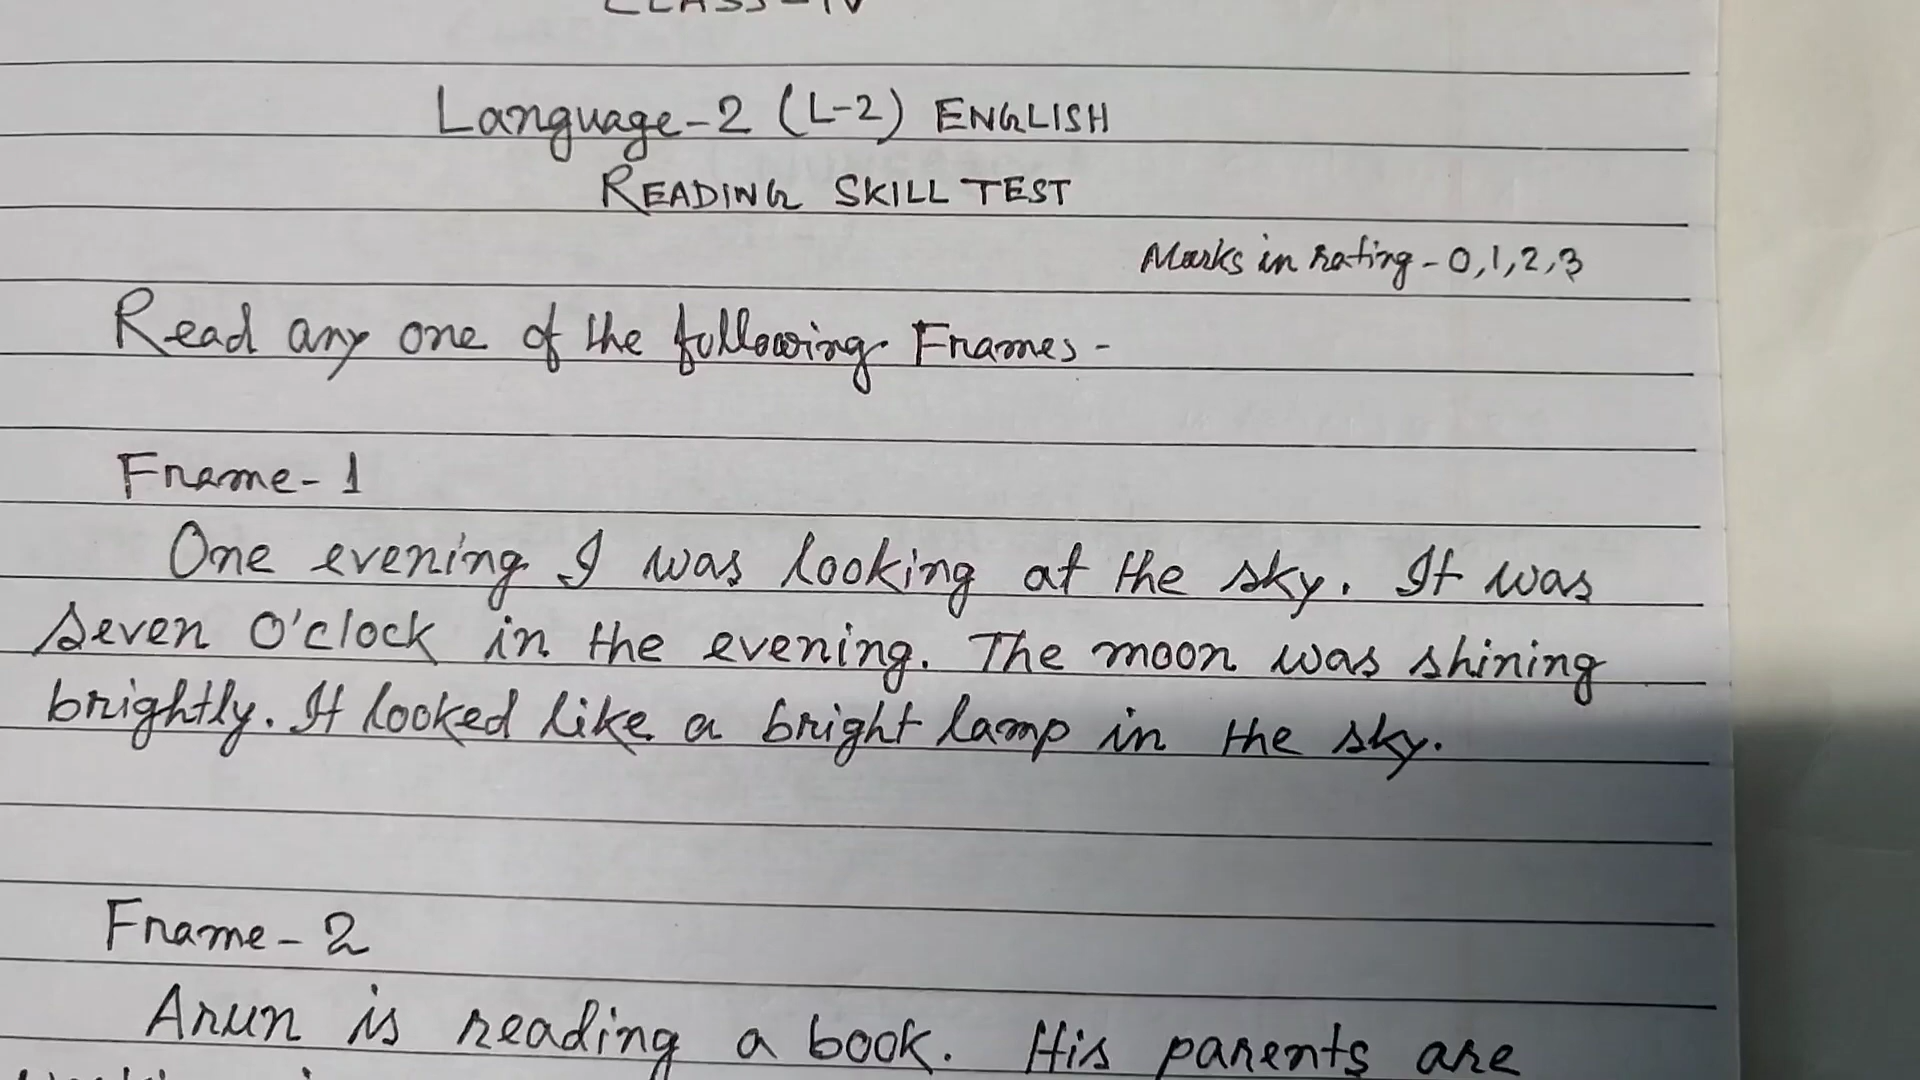 CLASS-IV
Language-2 (L-2) ENGLISH
READING SKILL TEST
Marks in rating-0,1,2,3
Read any one of the following Frames-
Frame-1
One evening I was looking at the sky. It was
seven O'clock in the evening. The moon was shining
brightly. It looked like a bright lamp in the sky.
Frame-2
Arun is reading a book. His parents are